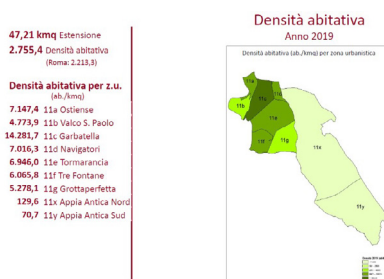 47,21 kmq Estensione
2.755,4 Densità abitativa
(Roma: 2.213,3)
Densità abitativa per z.u.
(ab./kmq)
7.147,4 11a Ostiense
4.773,9 11b Valco S. Paolo
14.281,7 11c Garbatella
7.016,3 11d Navigatori
6.946,0 11e Tormarancia
6.065,8 11f Tre Fontane
5.278,1 11g Grottaperfetta
129,6 11x Appia Antica Nord
70,7 11y Appia Antica Sud
Densità abitativa
Anno 2019
Densità abitativa (ab./kmq) per zona urbanistica
11b
11e
11f
11g
11x
11y